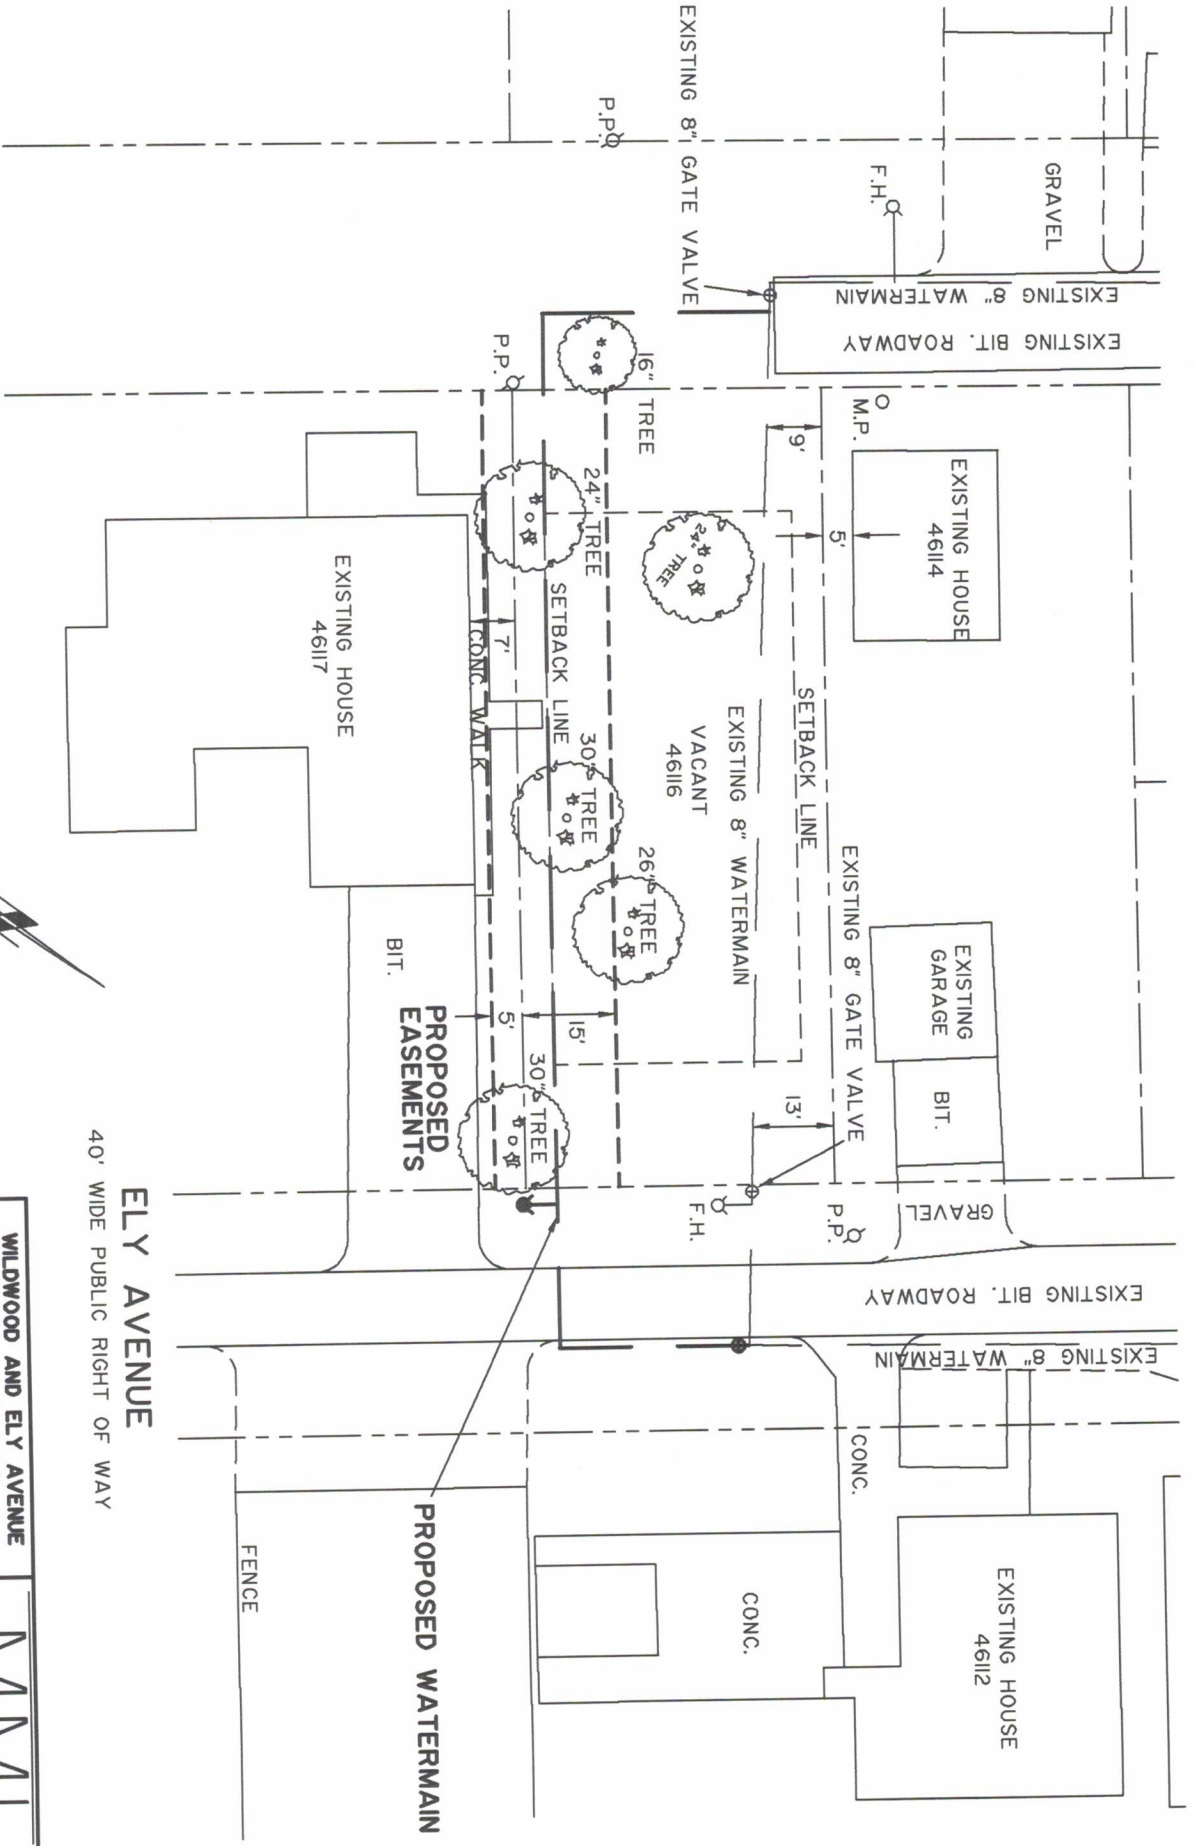 EXISTING 8" GATE VALVE
P.P.
F.H.
GRAVEL
EXISTING 8" WATERMAIN
EXISTING BIT. ROADWAY
P.P.
16" TREE
M.P.
9'
EXISTING HOUSE
46114
5'
24" TREE
24" TREE
SETBACK LINE
7'
CONC. WALK
EXISTING HOUSE
46117
SETBACK LINE
EXISTING 8" WATERMAIN
VACANT
46116
30" TREE
26" TREE
EXISTING 8" GATE VALVE
EXISTING
GARAGE
BIT.
BIT.
PROPOSED
EASEMENTS
5'
15'
30" TREE
13'
F.H.
P.P.
GRAVEL
EXISTING BIT. ROADWAY
EXISTING 8" WATERMAIN
ELY AVENUE
40' WIDE PUBLIC RIGHT OF WAY
CONC.
PROPOSED WATERMAIN
FENCE
CONC.
EXISTING HOUSE
46112
WILDWOOD AND ELY AVENUE